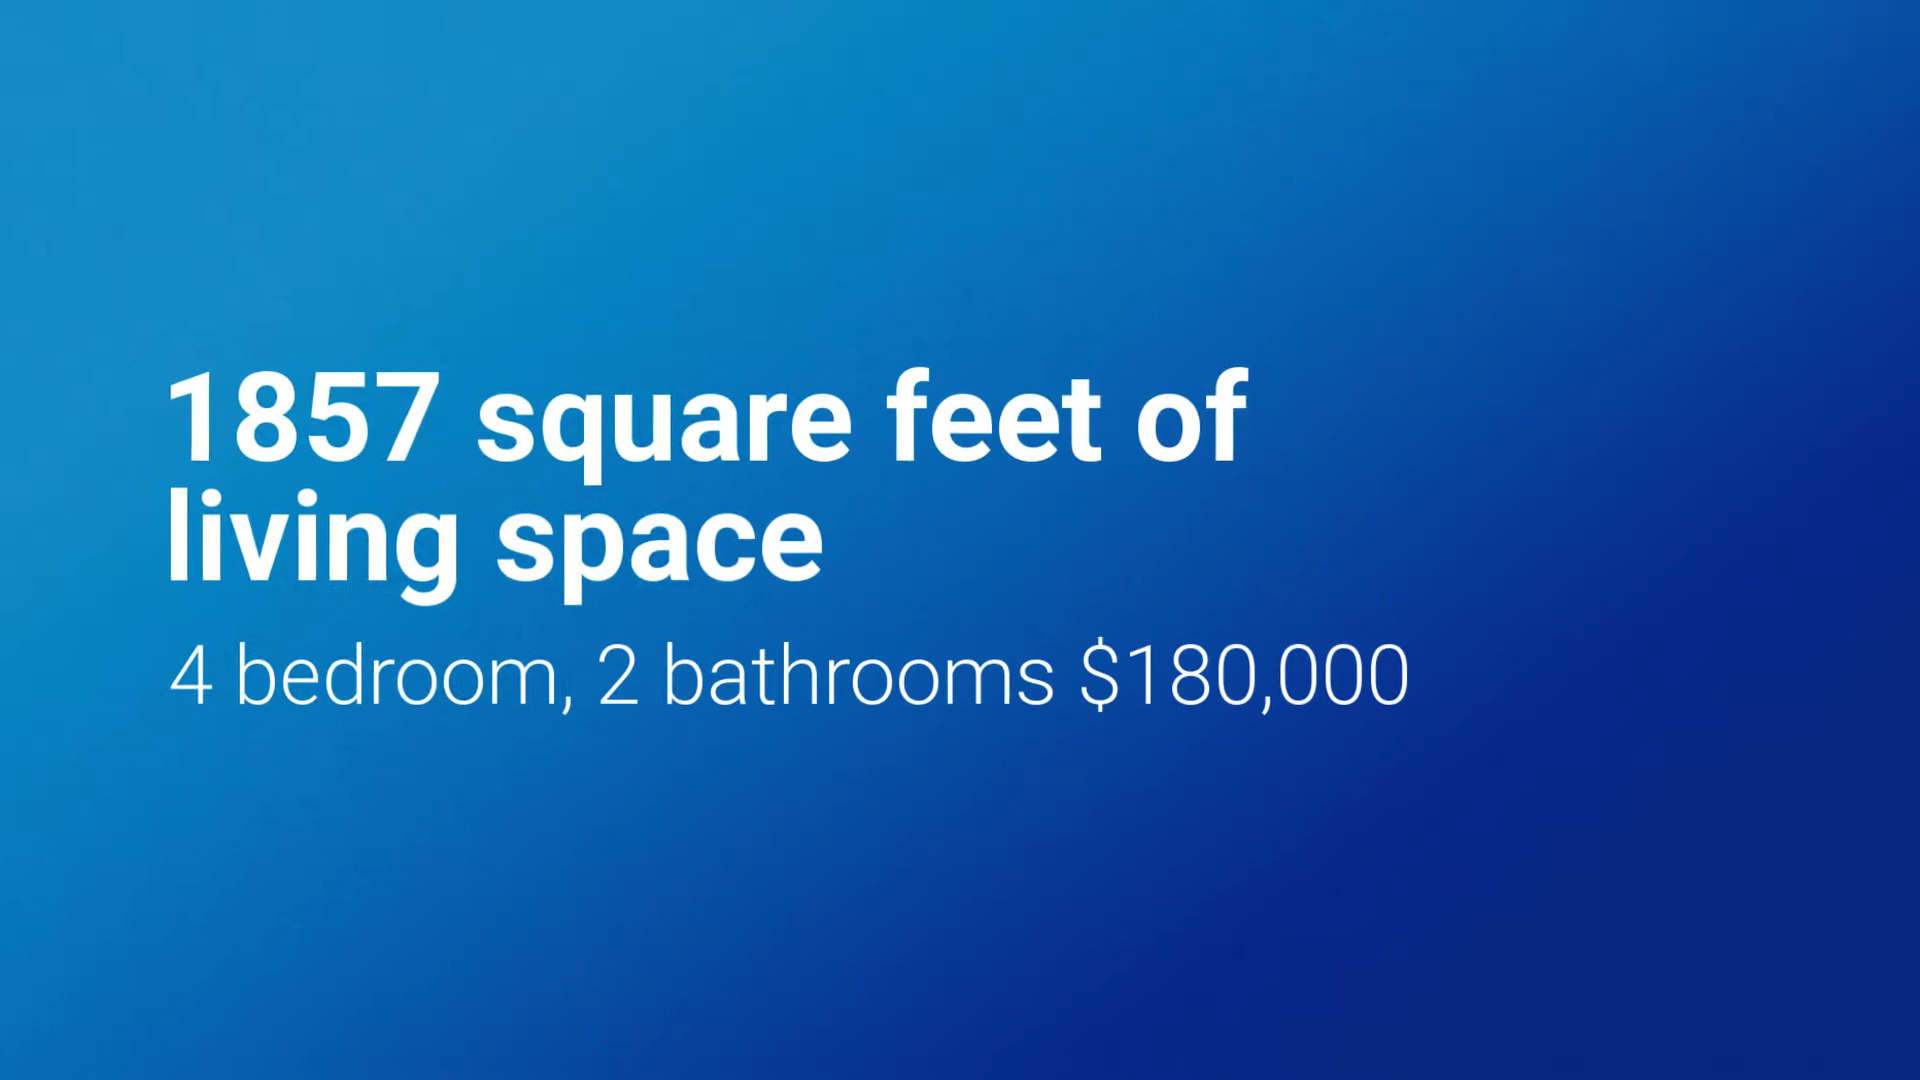 1857 square feet of
living space
4 bedroom, 2 bathrooms $180,000